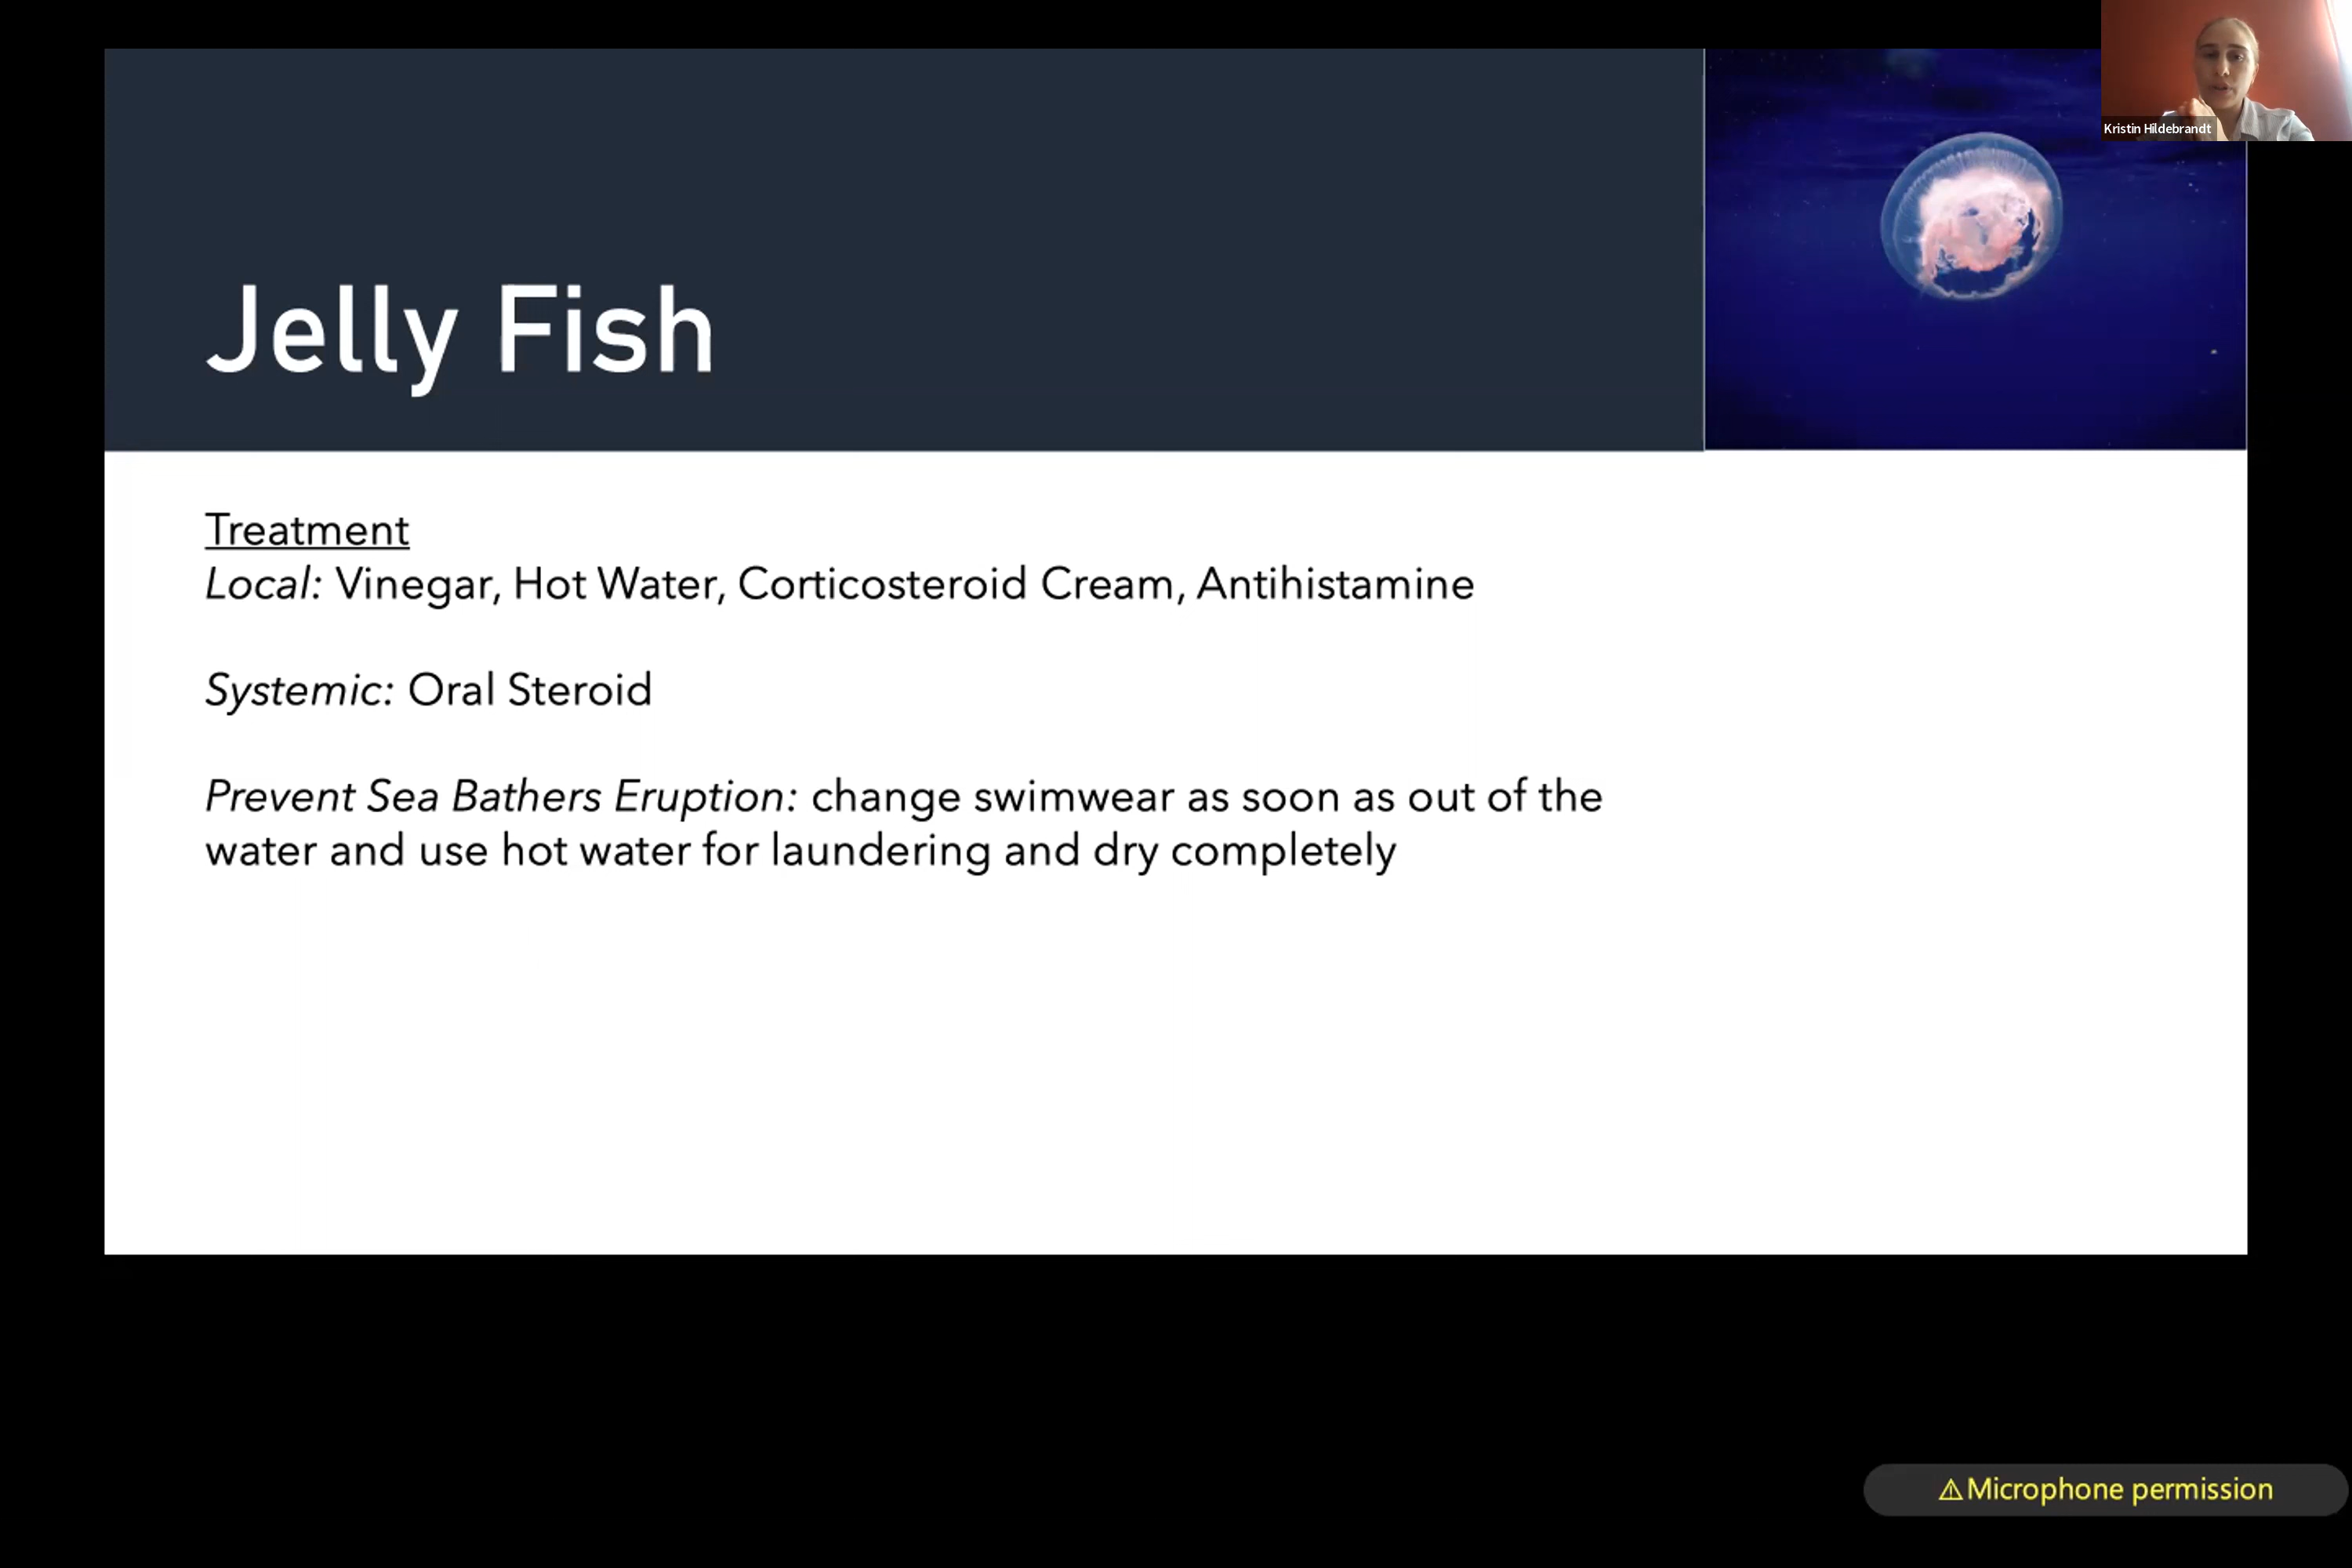 Kristin Hildebrandt
Jelly Fish
Treatment
Local: Vinegar, Hot Water, Corticosteroid Cream, Antihistamine
Systemic: Oral Steroid
Prevent Sea Bathers Eruption: change swimwear as soon as out of the
water and use hot water for laundering and dry completely
⚠Microphone permission